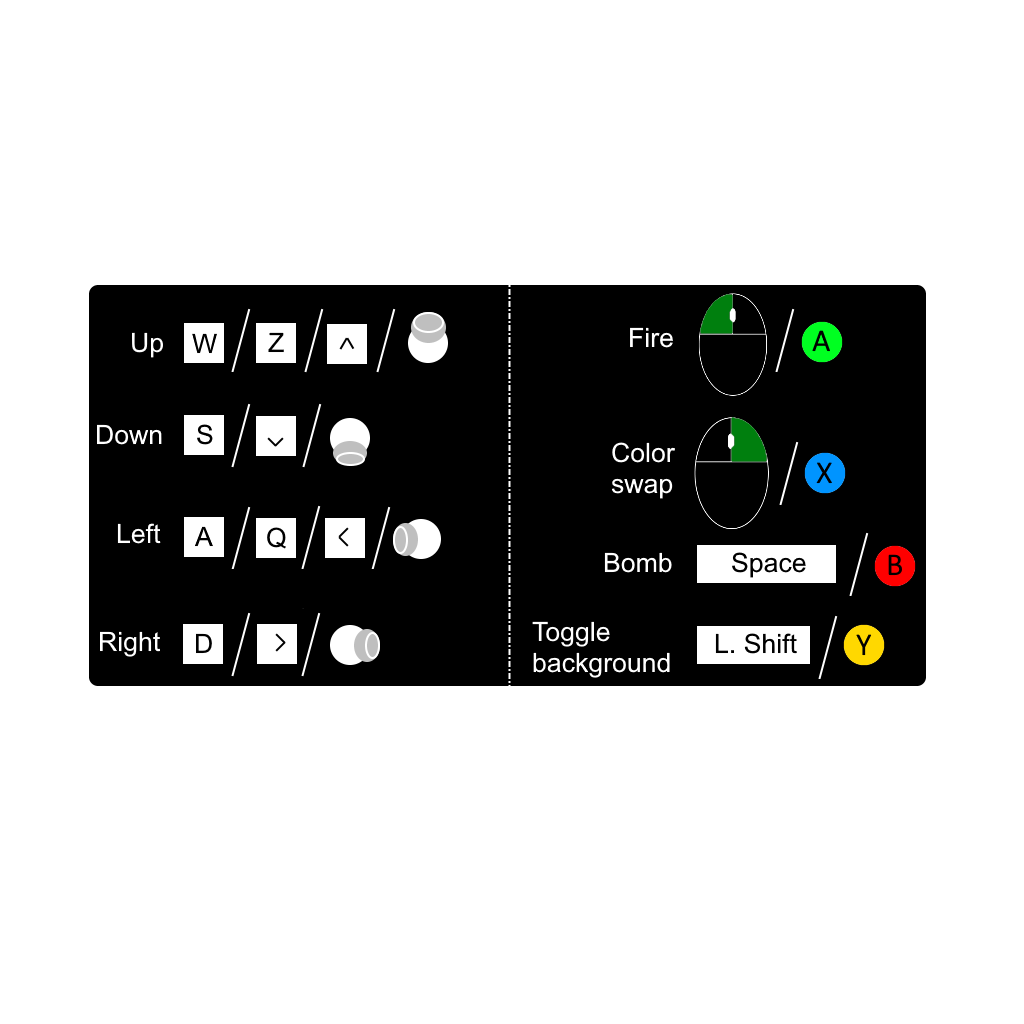 Up W / Z / ^ /
Down S / ⌄ /
Left A / Q / < /
Right D / > /
Fire / A
Color
swap / X
Bomb Space / B
Toggle
background L. Shift / Y